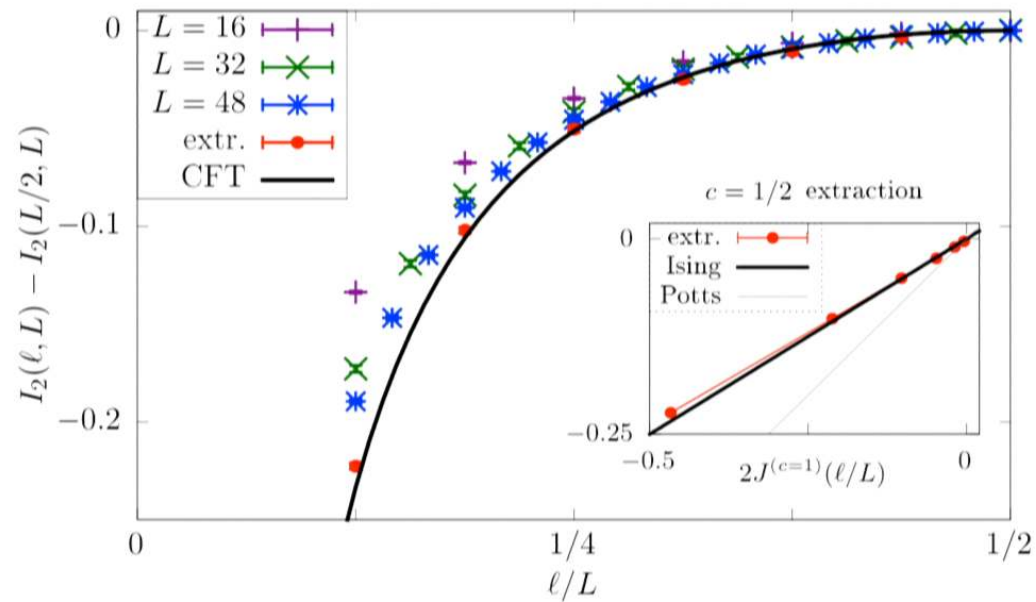 0
−0.1
−0.2
I₂(ℓ, L) − I₂(L/2, L)
L = 16
L = 32
L = 48
extr.
CFT
c = 1/2 extraction
extr.
Ising
Potts
0
−0.25
−0.5
0
2J⁽ᶜ⁼¹⁾(ℓ/L)
0
1/4
1/2
ℓ/L